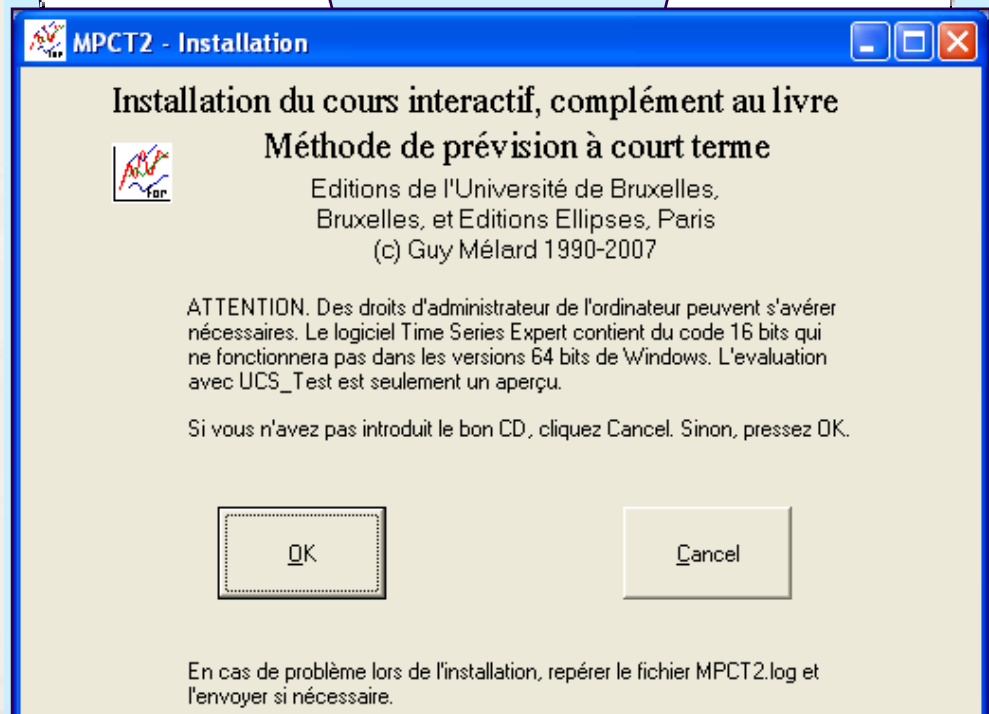 MPCT2 - Installation
Installation du cours interactif, complément au livre
Méthode de prévision à court terme
Editions de l'Université de Bruxelles,
Bruxelles, et Editions Ellipses, Paris
(c) Guy Mélard 1990-2007
ATTENTION. Des droits d'administrateur de l'ordinateur peuvent s'avérer
nécessaires. Le logiciel Time Series Expert contient du code 16 bits qui
ne fonctionnera pas dans les versions 64 bits de Windows. L'evaluation
avec UCS_Test est seulement un aperçu.
Si vous n'avez pas introduit le bon CD, cliquez Cancel. Sinon, pressez OK.
OK
Cancel
En cas de problème lors de l'installation, repérer le fichier MPCT2.log et
l'envoyer si nécessaire.